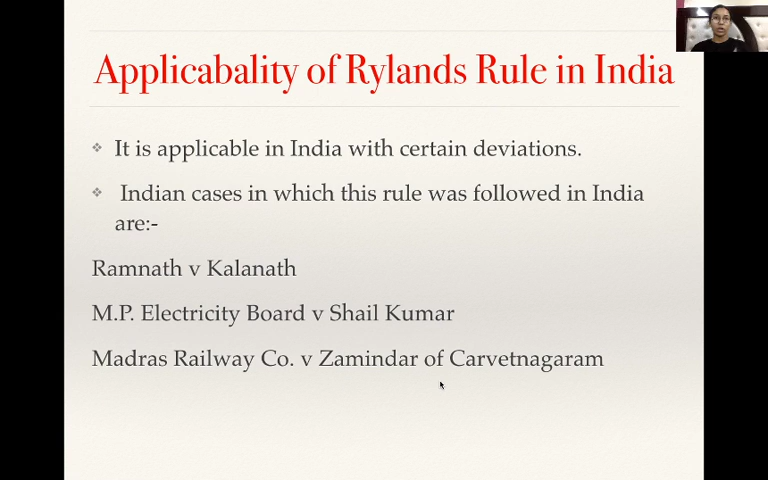 Applicabality of Rylands Rule in India
It is applicable in India with certain deviations.
Indian cases in which this rule was followed in India
are:-
Ramnath v Kalanath
M.P. Electricity Board v Shail Kumar
Madras Railway Co. v Zamindar of Carvetnagaram